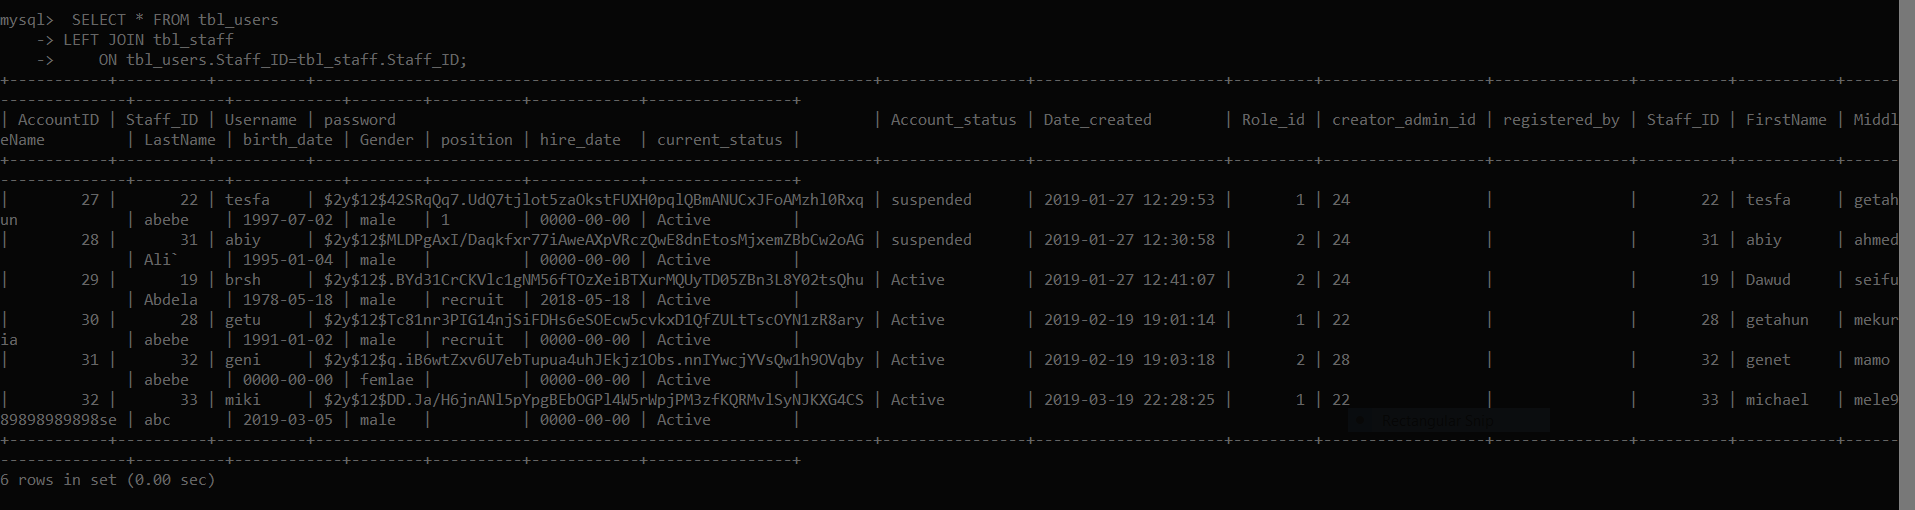 mysql>  SELECT * FROM tbl_users
    -> LEFT JOIN tbl_staff
    ->     ON tbl_users.Staff_ID=tbl_staff.Staff_ID;
+-----------+----------+----------+--------------------------------------------------------------+----------------+---------------------+---------+------------------+---------------+----------+-----------+------
--------------+----------+------------+--------+----------+------------+----------------+
| AccountID | Staff_ID | Username | password                                                     | Account_status | Date_created        | Role_id | creator_admin_id | registered_by | Staff_ID | FirstName | Middl
eName         | LastName | birth_date | Gender | position | hire_date  | current_status |
+-----------+----------+----------+--------------------------------------------------------------+----------------+---------------------+---------+------------------+---------------+----------+-----------+------
--------------+----------+------------+--------+----------+------------+----------------+
|        27 |       22 | tesfa    | $2y$12$42SRqQq7.UdQ7tjlot5zaOkstFUXH0pqlQBmANUCxJFoAMzhl0Rxq | suspended      | 2019-01-27 12:29:53 |       1 | 24               |               |       22 | tesfa     | getah
un            | abebe    | 1997-07-02 | male   | 1        | 0000-00-00 | Active         |
|        28 |       31 | abiy     | $2y$12$MLDPgAxI/Daqkfxr77iAweAXpVRczQwE8dnEtosMjxemZBbCw2oAG | suspended      | 2019-01-27 12:30:58 |       2 | 24               |               |       31 | abiy      | ahmed
              | Ali`     | 1995-01-04 | male   |          | 0000-00-00 | Active         |
|        29 |       19 | brsh     | $2y$12$.BYd31CrCKVlc1gNM56fTOzXeiBTXurMQUyTD05ZBn3L8Y02tsQhu | Active         | 2019-01-27 12:41:07 |       2 | 24               |               |       19 | Dawud     | seifu
              | Abdela   | 1978-05-18 | male   | recruit  | 2018-05-18 | Active         |
|        30 |       28 | getu     | $2y$12$Tc81nr3PIG14njSiFDHs6eSOEcw5cvkxD1QfZULtTscOYN1zR8ary | Active         | 2019-02-19 19:01:14 |       1 | 22               |               |       28 | getahun   | mekur
ia            | abebe    | 1991-01-02 | male   | recruit  | 0000-00-00 | Active         |
|        31 |       32 | geni     | $2y$12$q.iB6wtZxv6U7ebTupua4uhJEkjz1Obs.nnIYwcjYVsQw1h9OVqby | Active         | 2019-02-19 19:03:18 |       2 | 28               |               |       32 | genet     | mamo
              | abebe    | 0000-00-00 | femlae |          | 0000-00-00 | Active         |
|        32 |       33 | miki     | $2y$12$DD.Ja/H6jnANl5pYpgBEbOGPl4W5rWpjPM3zfKQRMvlSyNJKXG4CS | Active         | 2019-03-19 22:28:25 |       1 | 22               |               |       33 | michael   | mele9
89898989898se | abc      | 2019-03-05 | male   |          | 0000-00-00 | Active         |
Rectangular Snip
+-----------+----------+----------+--------------------------------------------------------------+----------------+---------------------+---------+------------------+---------------+----------+-----------+------
--------------+----------+------------+--------+----------+------------+----------------+
6 rows in set (0.00 sec)